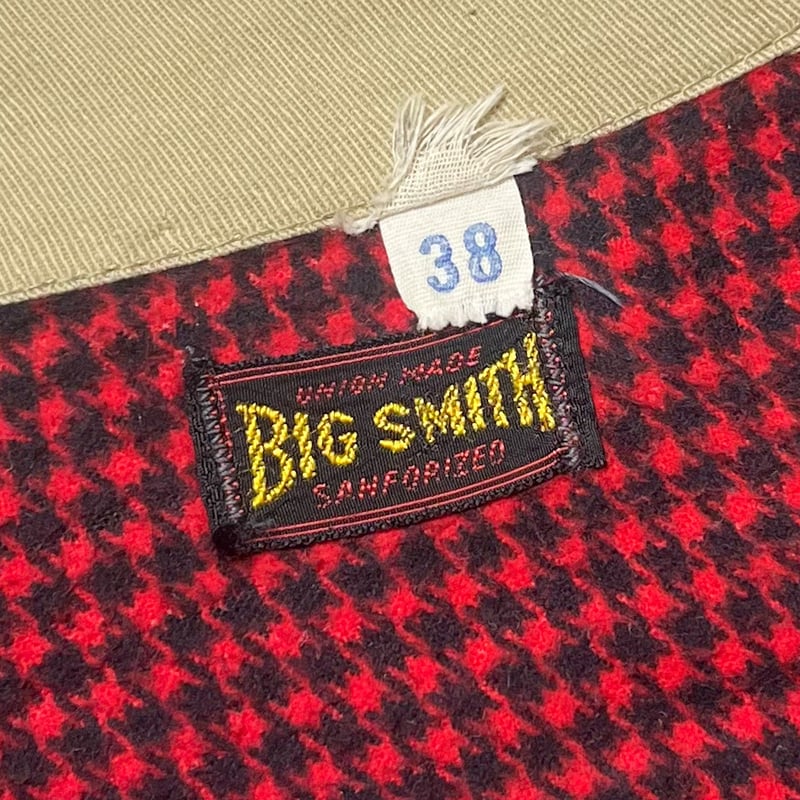 38
UNION MADE
BIG SMITH
SANFORIZED